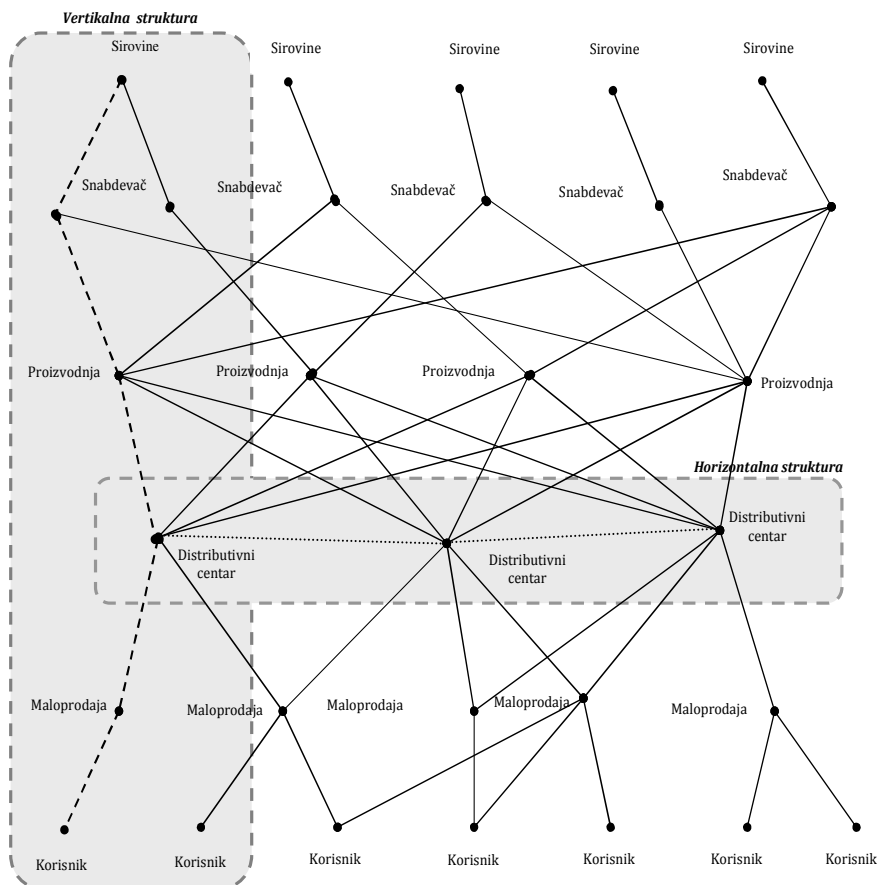 Vertikalna struktura
Sirovine
Sirovine
Sirovine
Sirovine
Sirovine
Snabdevač
Snabdevač
Snabdevač
Snabdevač
Snabdevač
Proizvodnja
Proizvodnja
Proizvodnja
Proizvodnja
Horizontalna struktura
Distributivni
centar
Distributivni
centar
Distributivni
centar
Maloprodaja
Maloprodaja
Maloprodaja
Maloprodaja
Maloprodaja
Korisnik
Korisnik
Korisnik
Korisnik
Korisnik
Korisnik
Korisnik